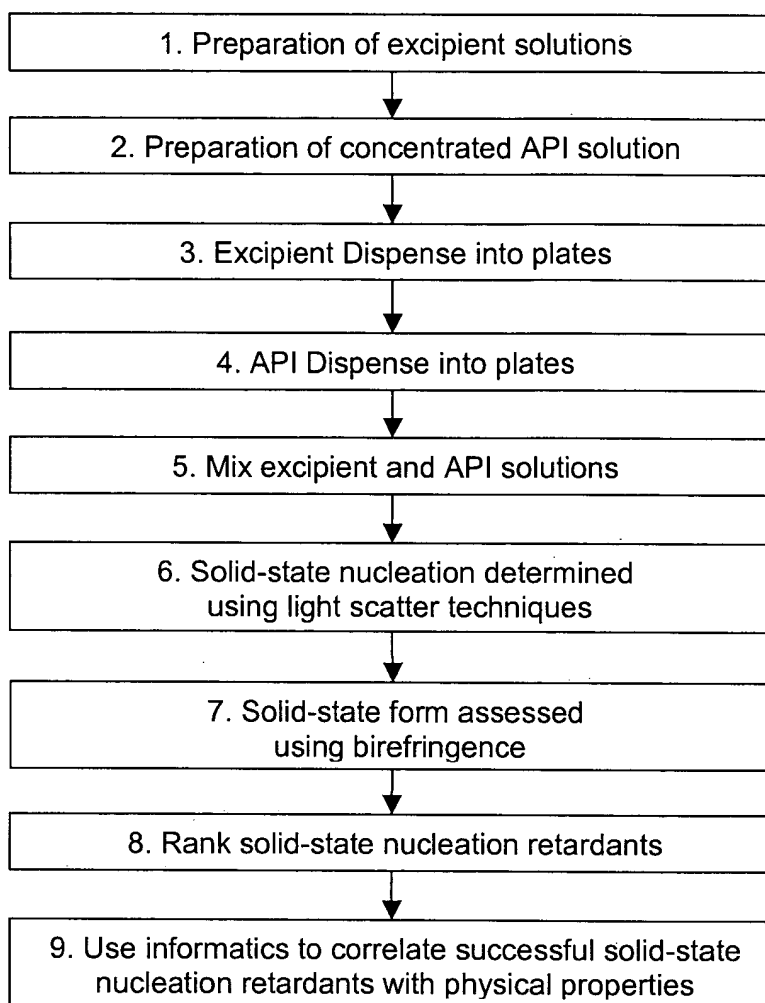 1. Preparation of excipient solutions
2. Preparation of concentrated API solution
3. Excipient Dispense into plates
4. API Dispense into plates
5. Mix excipient and API solutions
6. Solid-state nucleation determined
using light scatter techniques
7. Solid-state form assessed
using birefringence
8. Rank solid-state nucleation retardants
9. Use informatics to correlate successful solid-state
nucleation retardants with physical properties